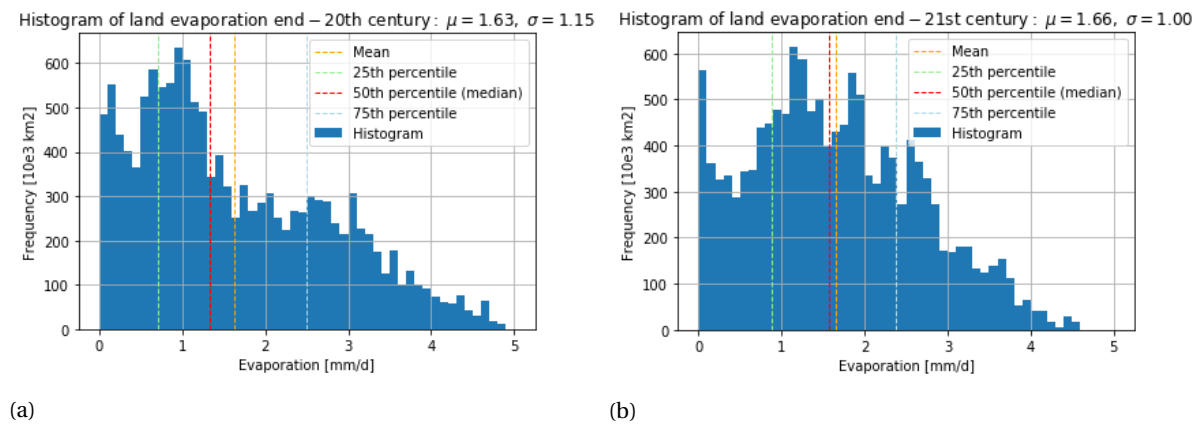 Histogram of land evaporation end − 20th century : μ = 1.63, σ = 1.15
Frequency [10e3 km2]
600
500
400
300
200
100
0
0 1 2 3 4 5
Evaporation [mm/d]
Mean
25th percentile
50th percentile (median)
75th percentile
Histogram
(a)
Histogram of land evaporation end − 21st century : μ = 1.66, σ = 1.00
Frequency [10e3 km2]
600
500
400
300
200
100
0
0 1 2 3 4 5
Evaporation [mm/d]
Mean
25th percentile
50th percentile (median)
75th percentile
Histogram
(b)